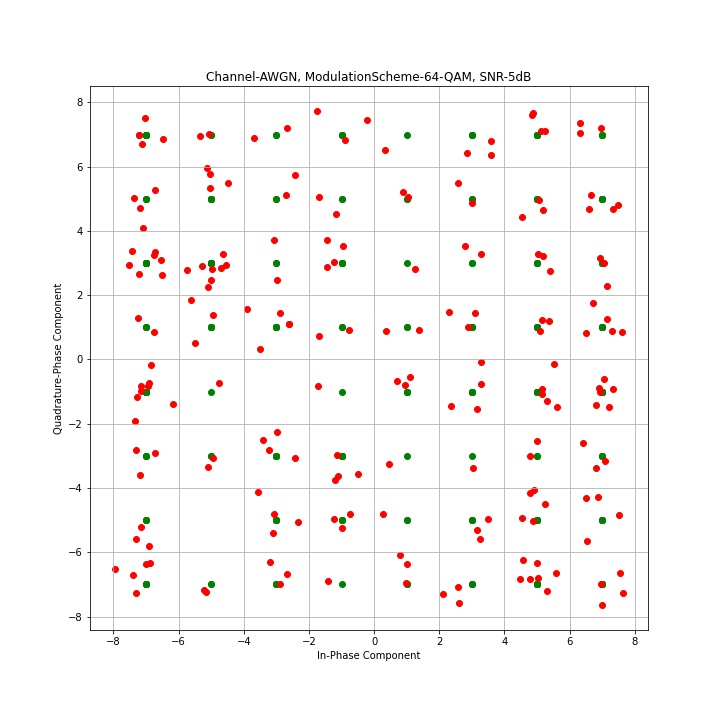 Channel-AWGN, ModulationScheme-64-QAM, SNR-5dB
8
6
4
2
0
−2
−4
−6
−8
Quadrature-Phase Component
−8 −6 −4 −2 0 2 4 6 8
In-Phase Component